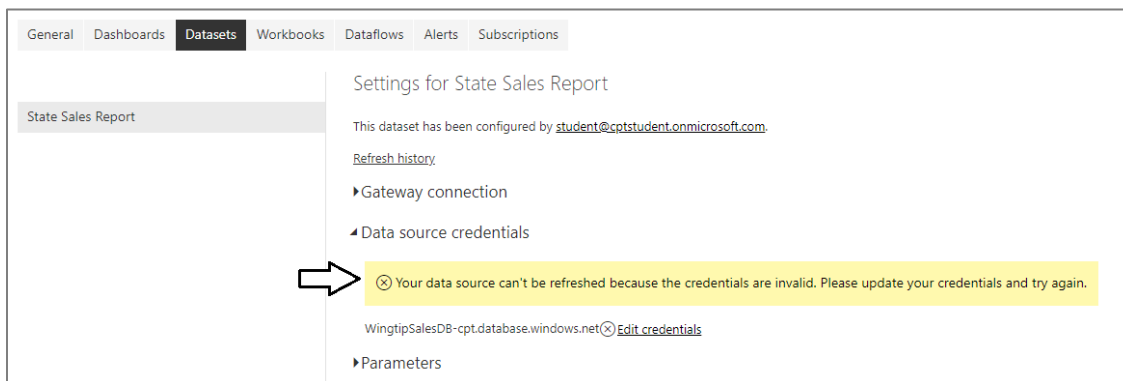 General Dashboards Datasets Workbooks Dataflows Alerts Subscriptions
State Sales Report
Settings for State Sales Report
This dataset has been configured by student@cptstudent.onmicrosoft.com.
Refresh history
Gateway connection
Data source credentials
Your data source can't be refreshed because the credentials are invalid. Please update your credentials and try again.
WingtipSalesDB-cpt.database.windows.net Edit credentials
Parameters